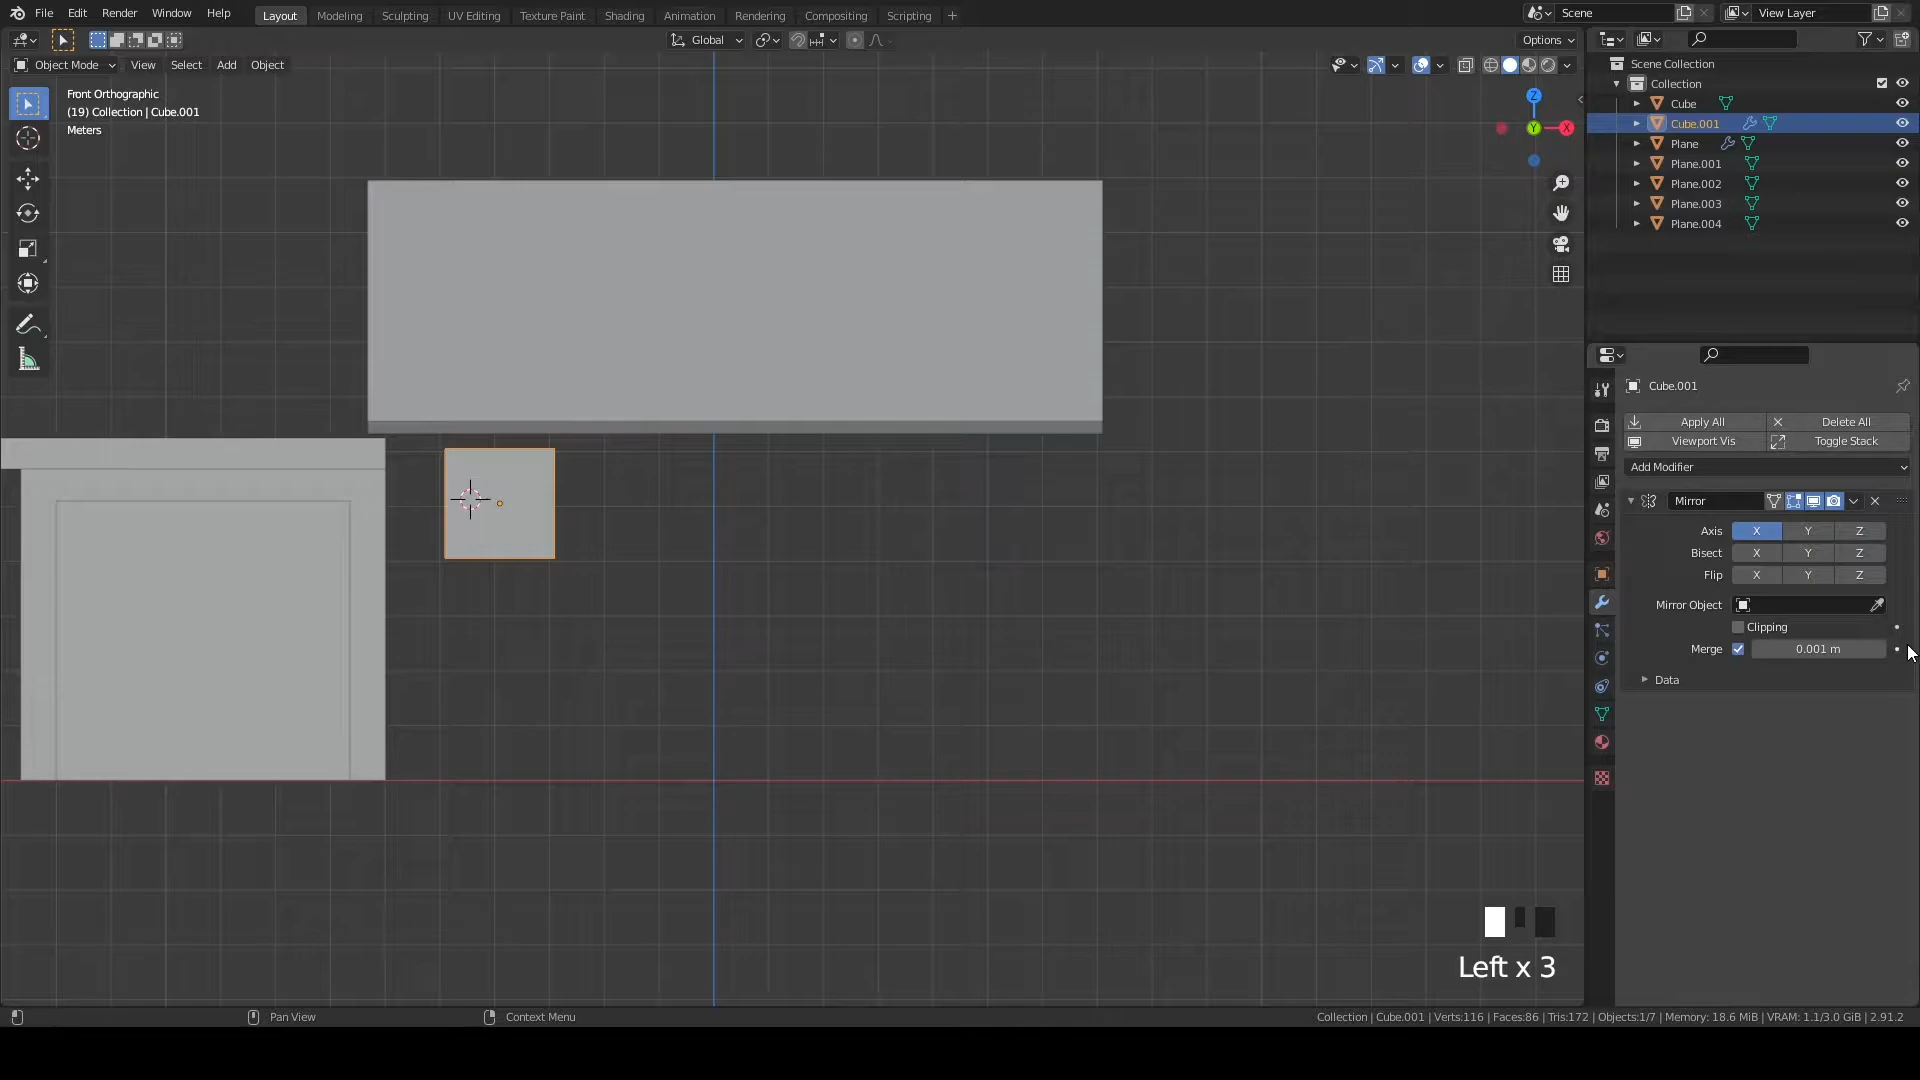 File Edit Render Window Help Layout Modeling Sculpting UV Editing Texture Paint Shading Animation Rendering Compositing Scripting + Scene View Layer
Global Options
Object Mode View Select Add Object
Front Orthographic
(19) Collection | Cube.001
Meters
Z
Y
X
Scene Collection
Collection
Cube
Cube.001
Plane
Plane.001
Plane.002
Plane.003
Plane.004
Cube.001
Apply All Delete All
Viewport Vis Toggle Stack
Add Modifier
Mirror
Axis X Y Z
Bisect X Y Z
Flip X Y Z
Mirror Object
Clipping
Merge 0.001 m
Data
Left x 3
Pan View Context Menu Collection | Cube.001 | Verts:116 | Faces:86 | Tris:172 | Objects:1/7 | Memory: 18.6 MiB | VRAM: 1.1/3.0 GiB | 2.91.2